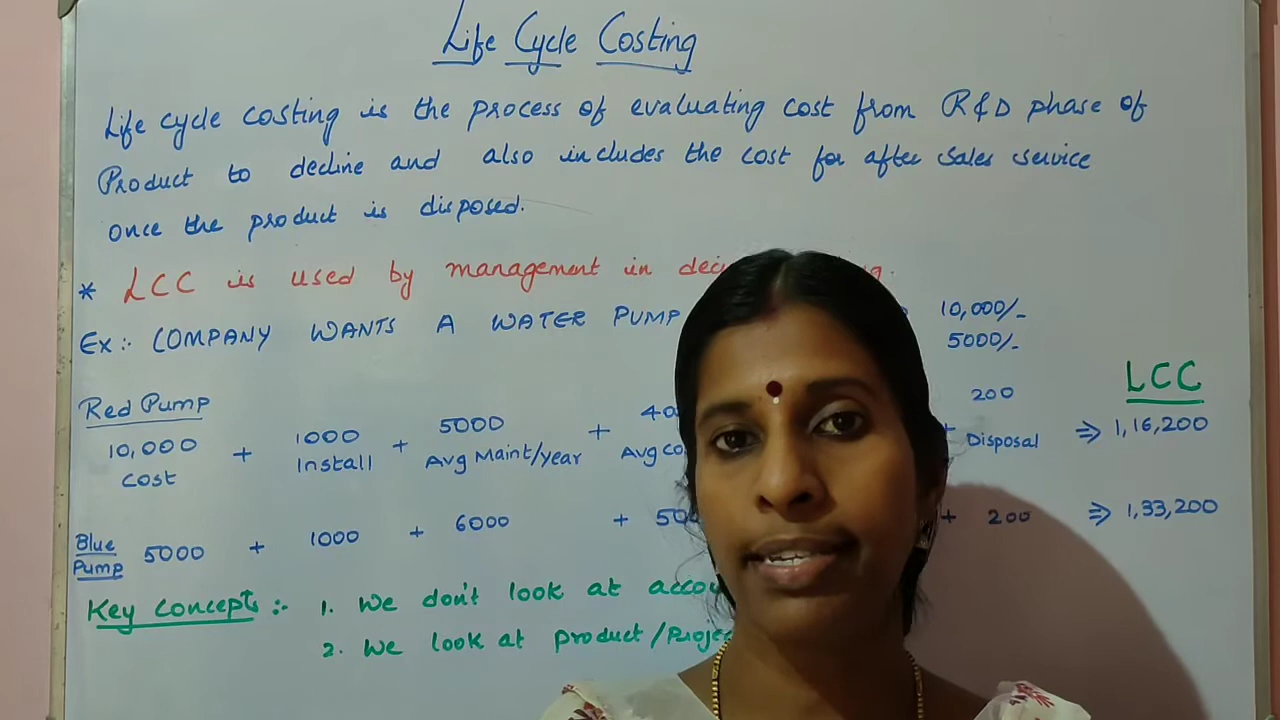 Life Cycle Costing
Life cycle costing is the process of evaluating cost from R&D phase of
Product to decline and also includes the cost for after sales service
once the product is disposed.
* LCC is used by management in
Ex:- COMPANY WANTS A WATER PUMP 10,000/-
5000/-
LCC
Red Pump
10,000 + 1000 + 5000 + + 200 ⇒ 1,16,200
Cost Install Avg Maint/year Avg Disposal
Blue Pump 5000 + 1000 + 6000 + + 200 ⇒ 1,33,200
Key Concepts :- 1. We don't look at
2. We look at product/